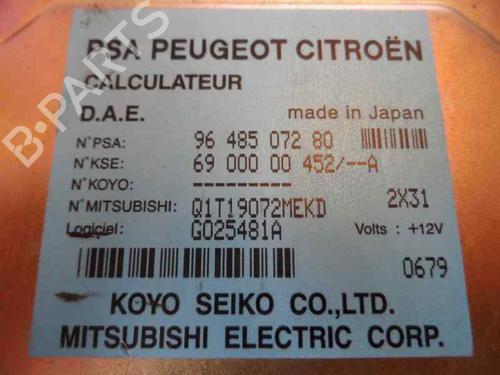 PSA PEUGEOT CITROËN
CALCULATEUR
D.A.E. made in Japan
N°PSA: 96 485 072 80
N°KSE: 69 000 00 452/--A
N°KOYO: ----------
N°MITSUBISHI: Q1T19072MEKD 2X31
Logiciel: G025481A Volts : +12V
0679
KOYO SEIKO CO.,LTD.
MITSUBISHI ELECTRIC CORP.
B-PARTS